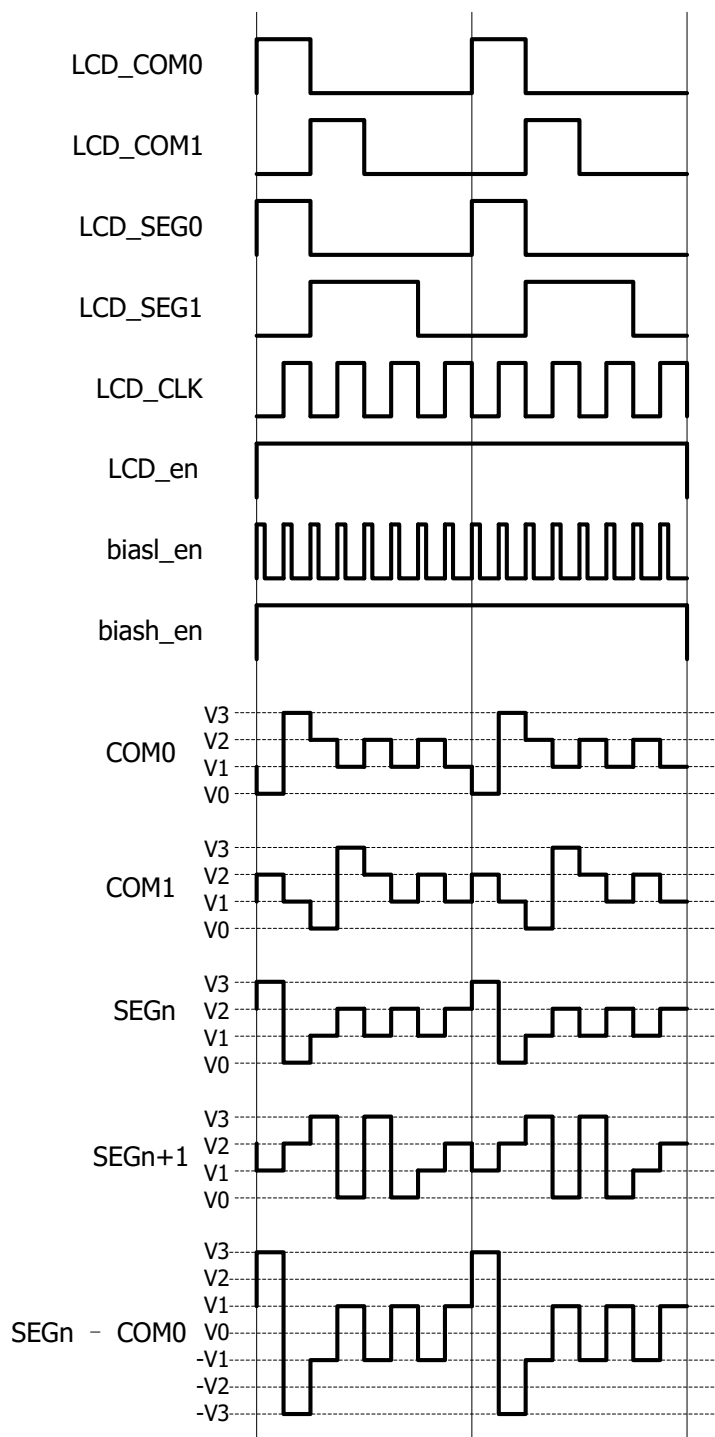 LCD_COM0
LCD_COM1
LCD_SEG0
LCD_SEG1
LCD_CLK
LCD_en
biasl_en
biash_en
COM0
V3
V2
V1
V0
COM1
V3
V2
V1
V0
SEGn
V3
V2
V1
V0
SEGn+1
V3
V2
V1
V0
SEGn - COM0
V3
V2
V1
V0
-V1
-V2
-V3